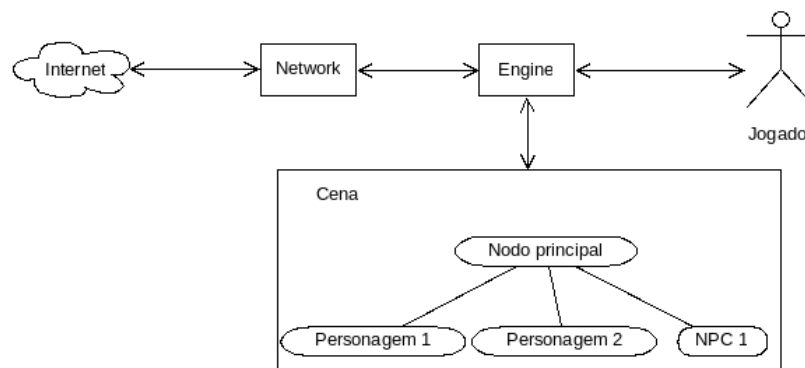 Internet
Network
Engine
Jogado
Cena
Nodo principal
Personagem 1
Personagem 2
NPC 1